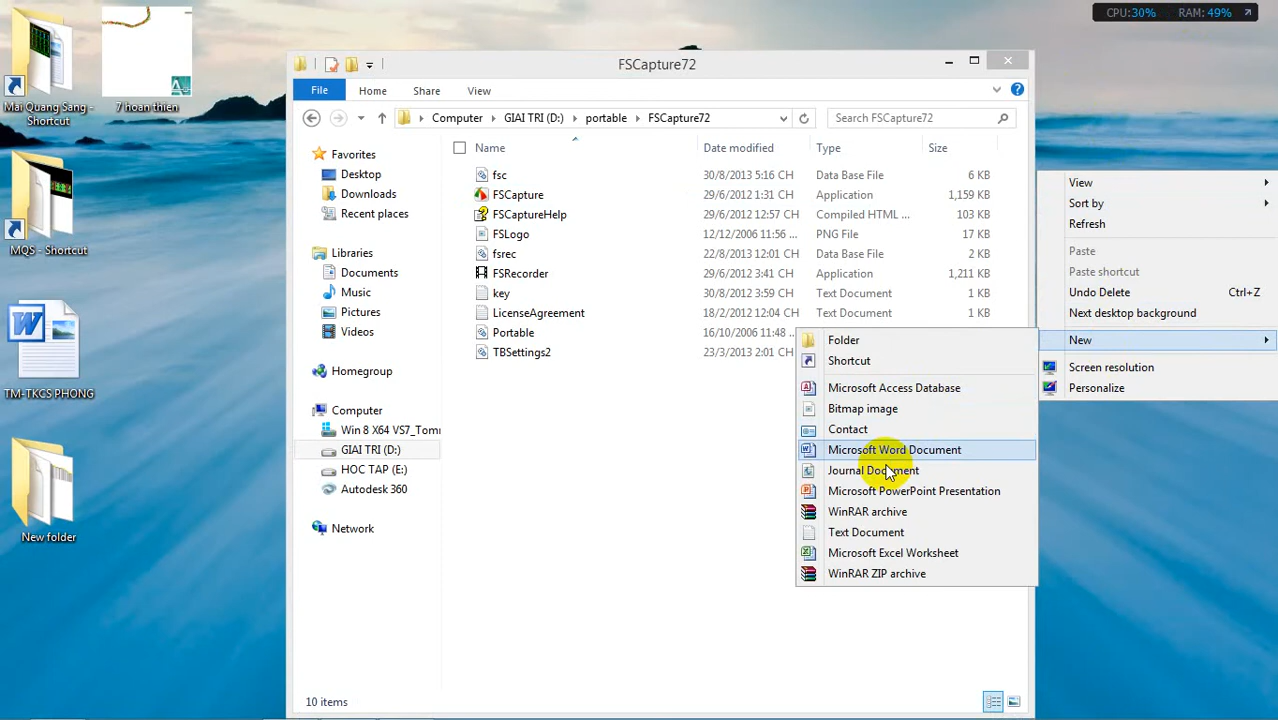 CPU:30% RAM: 49%
Mai Quang Sang -
Shortcut
7 hoan thien
MQS - Shortcut
TM-TKCS PHONG
New folder
FSCapture72
File Home Share View
Computer GIAI TRI (D:) portable FSCapture72
Search FSCapture72
Favorites
Desktop
Downloads
Recent places
Libraries
Documents
Music
Pictures
Videos
Homegroup
Computer
Win 8 X64 VS7_Tom
GIAI TRI (D:)
HOC TAP (E:)
Autodesk 360
Network
Name Date modified Type Size
fsc 30/8/2013 5:16 CH Data Base File 6 KB
FSCapture 29/6/2012 1:31 CH Application 1,159 KB
FSCaptureHelp 29/6/2012 12:57 CH Compiled HTML ... 103 KB
FSLogo 12/12/2006 11:56 ... PNG File 17 KB
fsrec 22/8/2013 12:01 CH Data Base File 2 KB
FSRecorder 29/6/2012 3:41 CH Application 1,211 KB
key 30/8/2012 3:59 CH Text Document 1 KB
LicenseAgreement 18/2/2012 12:04 CH Text Document 1 KB
Portable 16/10/2006 11:48 ...
TBSettings2 23/3/2013 2:01 CH
10 items
View
Sort by
Refresh
Paste
Paste shortcut
Undo Delete Ctrl+Z
Next desktop background
New
Screen resolution
Personalize
Folder
Shortcut
Microsoft Access Database
Bitmap image
Contact
Microsoft Word Document
Journal Document
Microsoft PowerPoint Presentation
WinRAR archive
Text Document
Microsoft Excel Worksheet
WinRAR ZIP archive